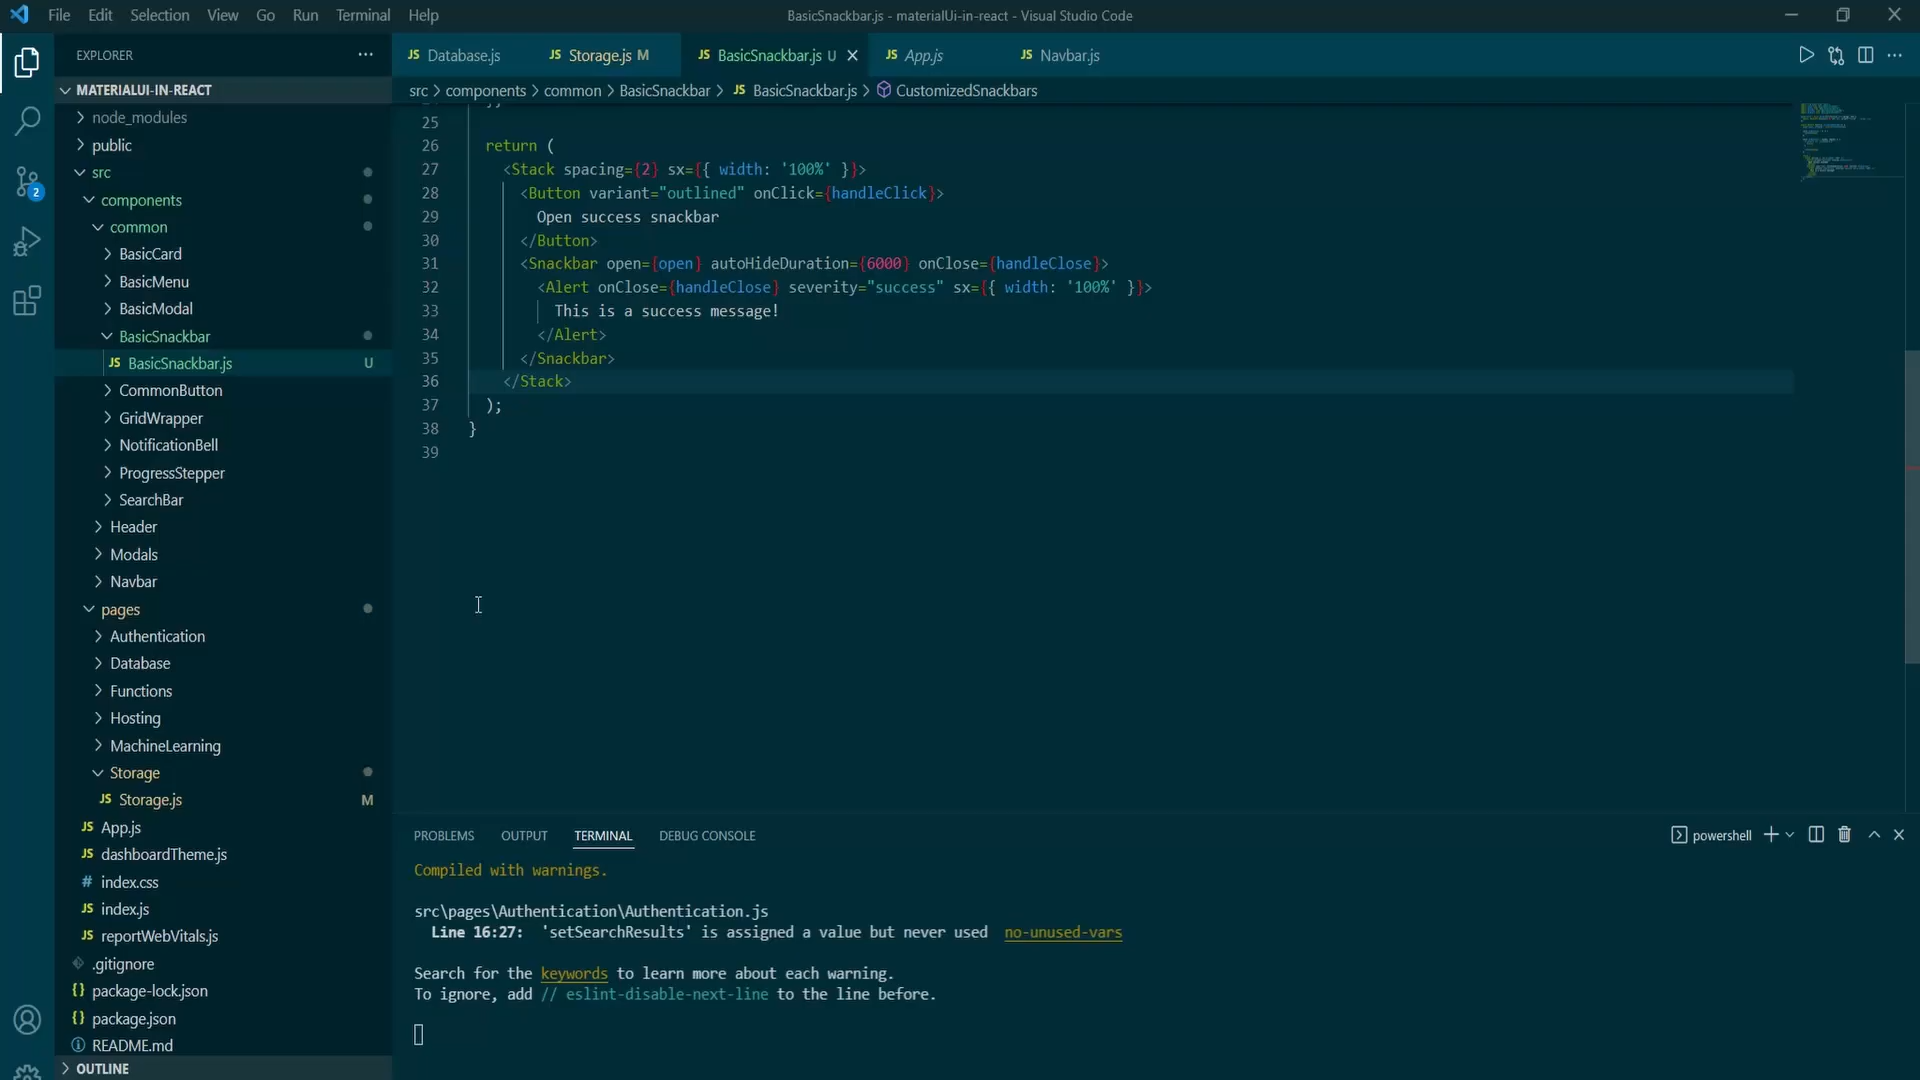 File Edit Selection View Go Run Terminal Help
BasicSnackbar.js - materialUi-in-react - Visual Studio Code
EXPLORER
MATERIALUI-IN-REACT
node_modules
public
src
components
common
BasicCard
BasicMenu
BasicModal
BasicSnackbar
JS BasicSnackbar.js U
CommonButton
GridWrapper
NotificationBell
ProgressStepper
SearchBar
Header
Modals
Navbar
pages
Authentication
Database
Functions
Hosting
MachineLearning
Storage
JS Storage.js M
JS App.js
JS dashboardTheme.js
# index.css
JS index.js
JS reportWebVitals.js
.gitignore
{} package-lock.json
{} package.json
README.md
OUTLINE
2
JS Database.js JS Storage.js M JS BasicSnackbar.js U JS App.js JS Navbar.js
src > components > common > BasicSnackbar > JS BasicSnackbar.js > CustomizedSnackbars
25
26 return (
27 <Stack spacing={2} sx={{ width: '100%' }}>
28 <Button variant="outlined" onClick={handleClick}>
29 Open success snackbar
30 </Button>
31 <Snackbar open={open} autoHideDuration={6000} onClose={handleClose}>
32 <Alert onClose={handleClose} severity="success" sx={{ width: '100%' }}>
33 This is a success message!
34 </Alert>
35 </Snackbar>
36 </Stack>
37 );
38 }
39
PROBLEMS OUTPUT TERMINAL DEBUG CONSOLE
powershell
Compiled with warnings.
src\pages\Authentication\Authentication.js
Line 16:27: 'setSearchResults' is assigned a value but never used no-unused-vars
Search for the keywords to learn more about each warning.
To ignore, add // eslint-disable-next-line to the line before.